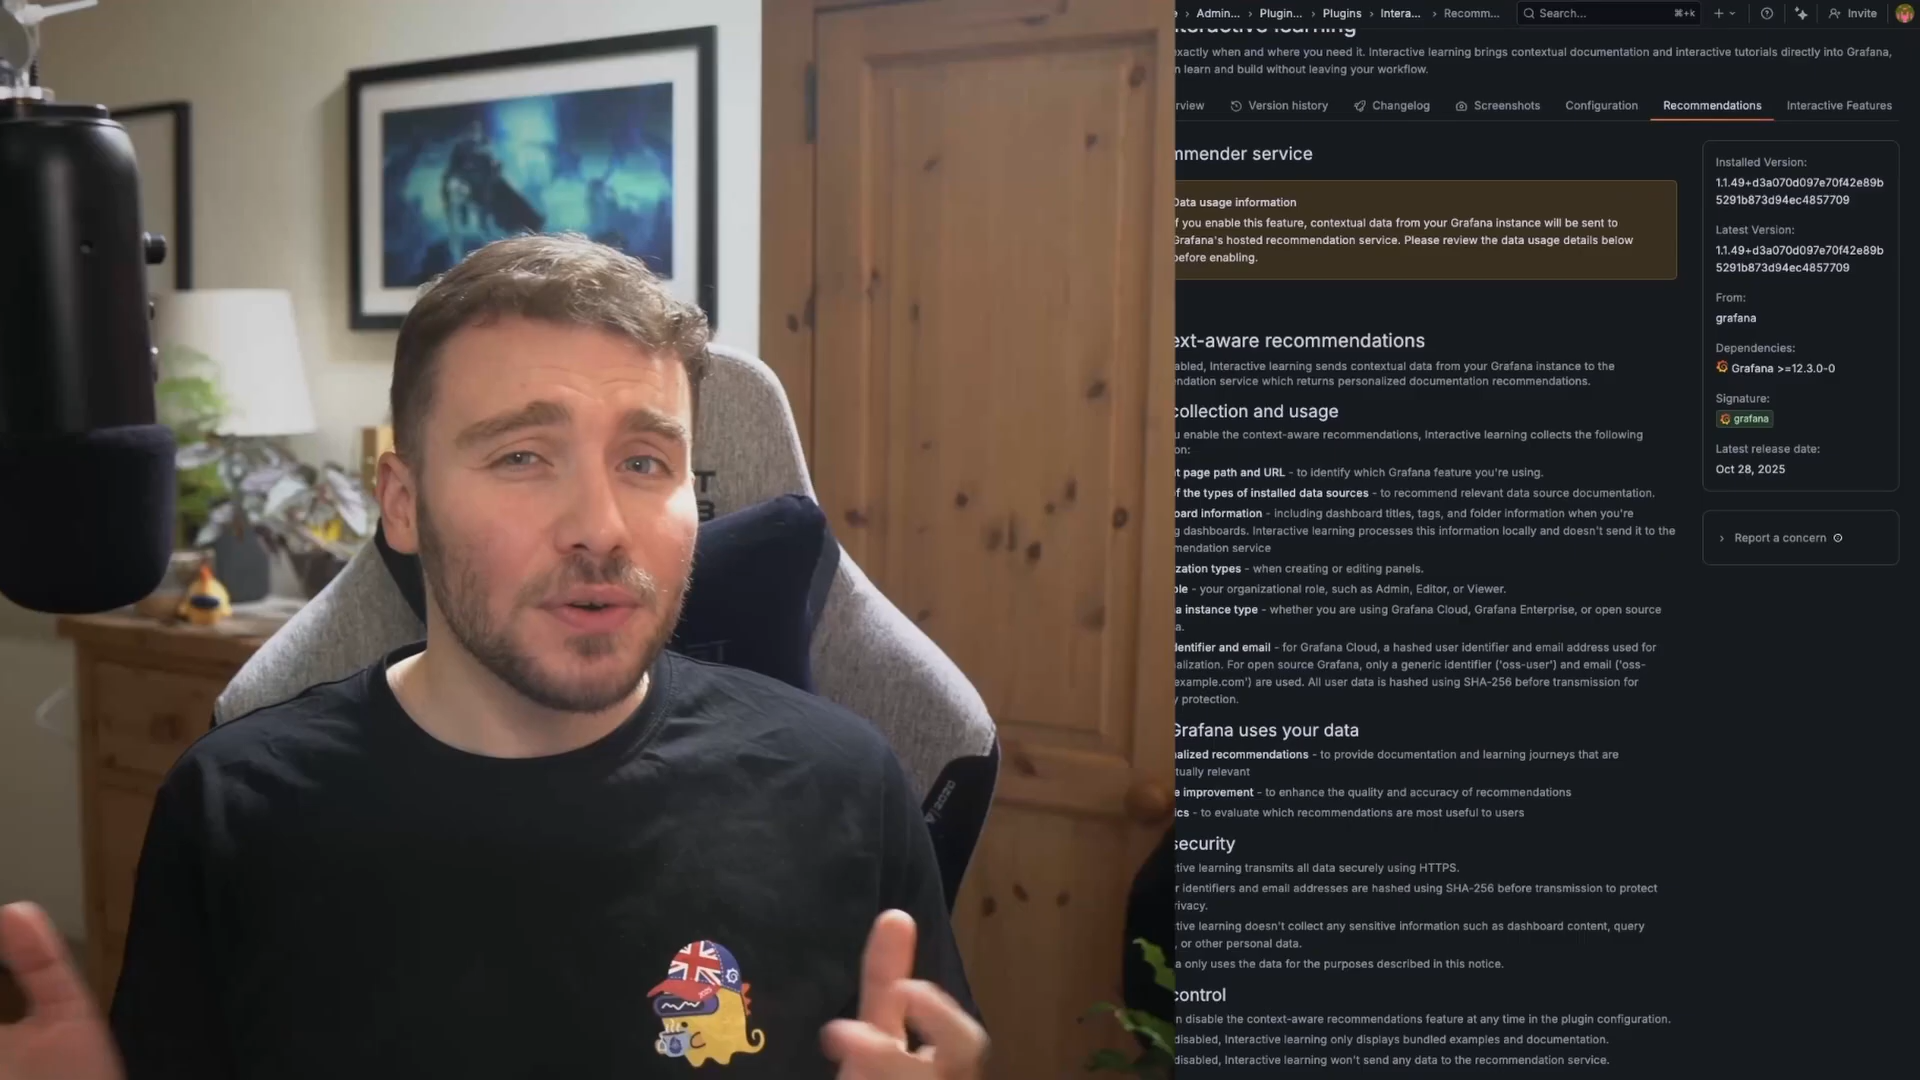 Admin... › Plugin... › Plugins › Intera... › Recomm...
Search... ⌘+k
Invite
nteractive learning
exactly when and where you need it. Interactive learning brings contextual documentation and interactive tutorials directly into Grafana,
n learn and build without leaving your workflow.
rview Version history Changelog Screenshots Configuration Recommendations Interactive Features
mmender service
Data usage information
f you enable this feature, contextual data from your Grafana instance will be sent to
Grafana's hosted recommendation service. Please review the data usage details below
before enabling.
ext-aware recommendations
abled, Interactive learning sends contextual data from your Grafana instance to the
ndation service which returns personalized documentation recommendations.
collection and usage
u enable the context-aware recommendations, Interactive learning collects the following
on:
t page path and URL - to identify which Grafana feature you're using.
f the types of installed data sources - to recommend relevant data source documentation.
oard information - including dashboard titles, tags, and folder information when you're
g dashboards. Interactive learning processes this information locally and doesn't send it to the
mendation service
zation types - when creating or editing panels.
ole - your organizational role, such as Admin, Editor, or Viewer.
a instance type - whether you are using Grafana Cloud, Grafana Enterprise, or open source
a.
dentifier and email - for Grafana Cloud, a hashed user identifier and email address used for
alization. For open source Grafana, only a generic identifier ('oss-user') and email ('oss-
example.com') are used. All user data is hashed using SHA-256 before transmission for
y protection.
Grafana uses your data
nalized recommendations - to provide documentation and learning journeys that are
tually relevant
e improvement - to enhance the quality and accuracy of recommendations
ics - to evaluate which recommendations are most useful to users
security
tive learning transmits all data securely using HTTPS.
r identifiers and email addresses are hashed using SHA-256 before transmission to protect
rivacy.
tive learning doesn't collect any sensitive information such as dashboard content, query
, or other personal data.
a only uses the data for the purposes described in this notice.
control
n disable the context-aware recommendations feature at any time in the plugin configuration.
disabled, Interactive learning only displays bundled examples and documentation.
disabled, Interactive learning won't send any data to the recommendation service.
Installed Version:
1.1.49+d3a070d097e70f42e89b
5291b873d94ec4857709
Latest Version:
1.1.49+d3a070d097e70f42e89b
5291b873d94ec4857709
From:
grafana
Dependencies:
Grafana >=12.3.0-0
Signature:
grafana
Latest release date:
Oct 28, 2025
› Report a concern
2020
2025